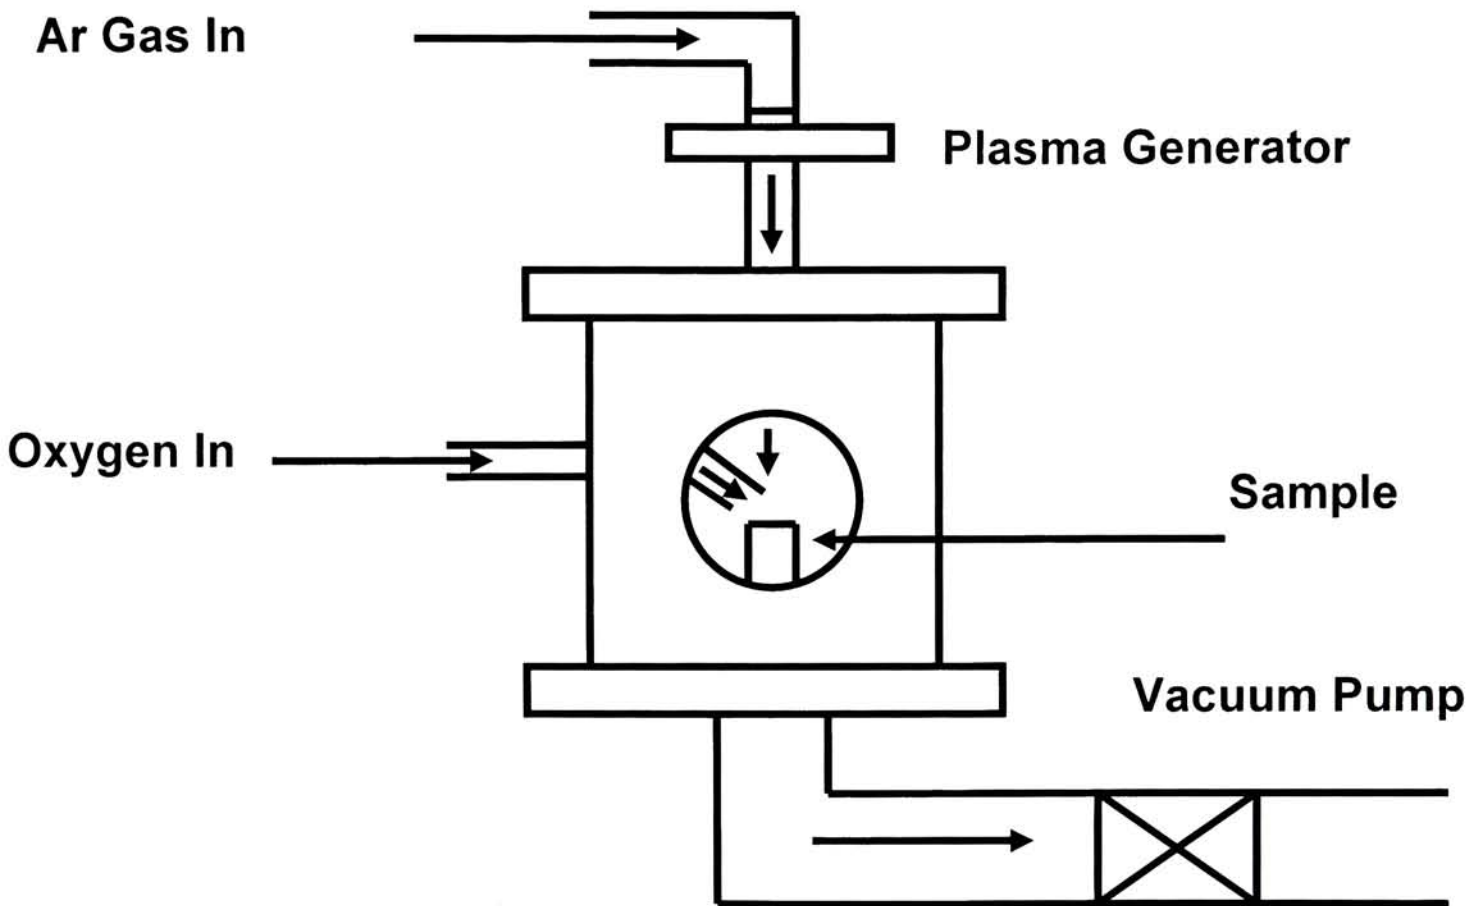 Ar Gas In
Plasma Generator
Oxygen In
Sample
Vacuum Pump